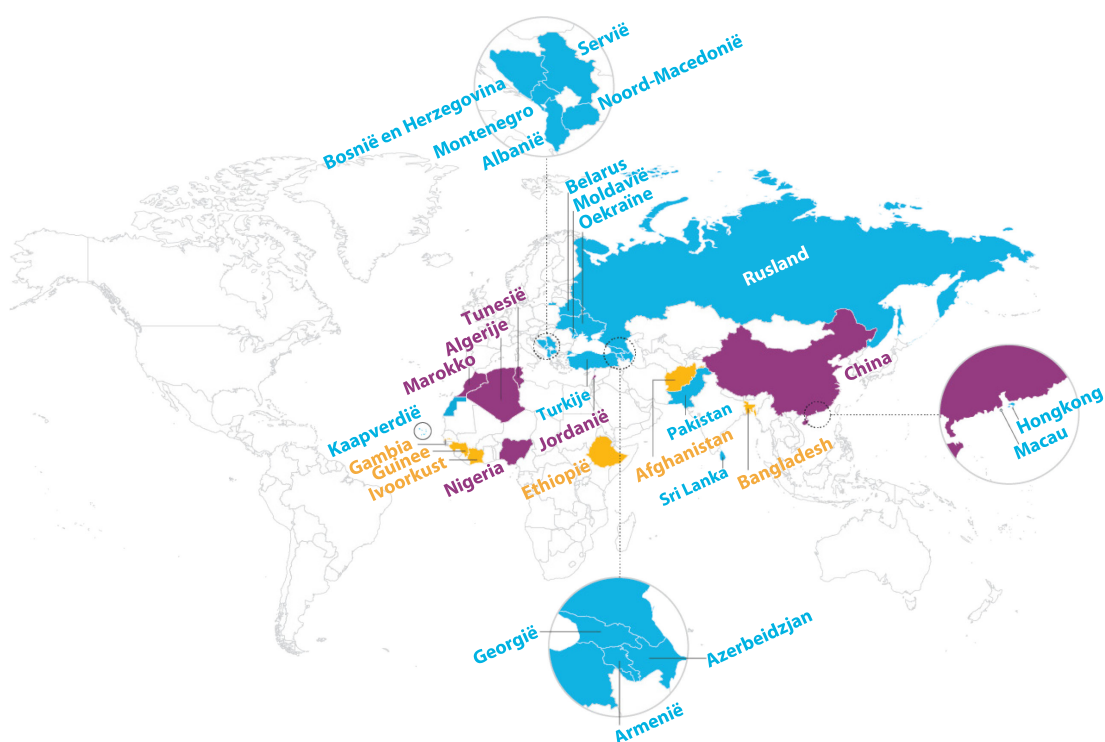 Servië
Noord-Macedonië
Bosnië en Herzegovina
Montenegro
Albanië
Belarus
Moldavië
Oekraïne
Rusland
Tunesië
Algerije
Marokko
China
Kaapverdië
Gambia
Guinee
Ivoorkust
Nigeria
Jordanië
Turkije
Ethiopië
Pakistan
Afghanistan
Sri Lanka
Bangladesh
Hongkong
Macau
Georgië
Azerbeidzjan
Armenië